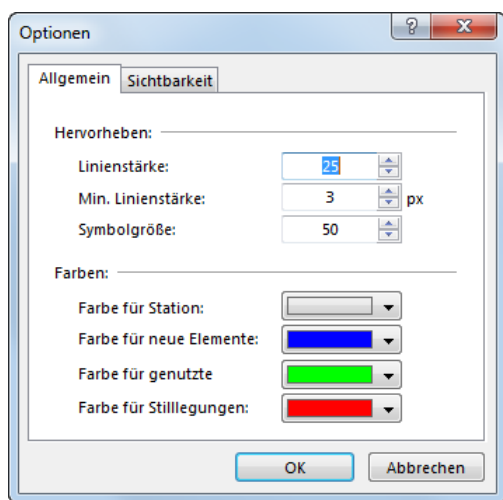 Optionen
Allgemein Sichtbarkeit
Hervorheben:
Linienstärke: 25
Min. Linienstärke: 3 px
Symbolgröße: 50
Farben:
Farbe für Station:
Farbe für neue Elemente:
Farbe für genutzte
Farbe für Stilllegungen:
OK Abbrechen